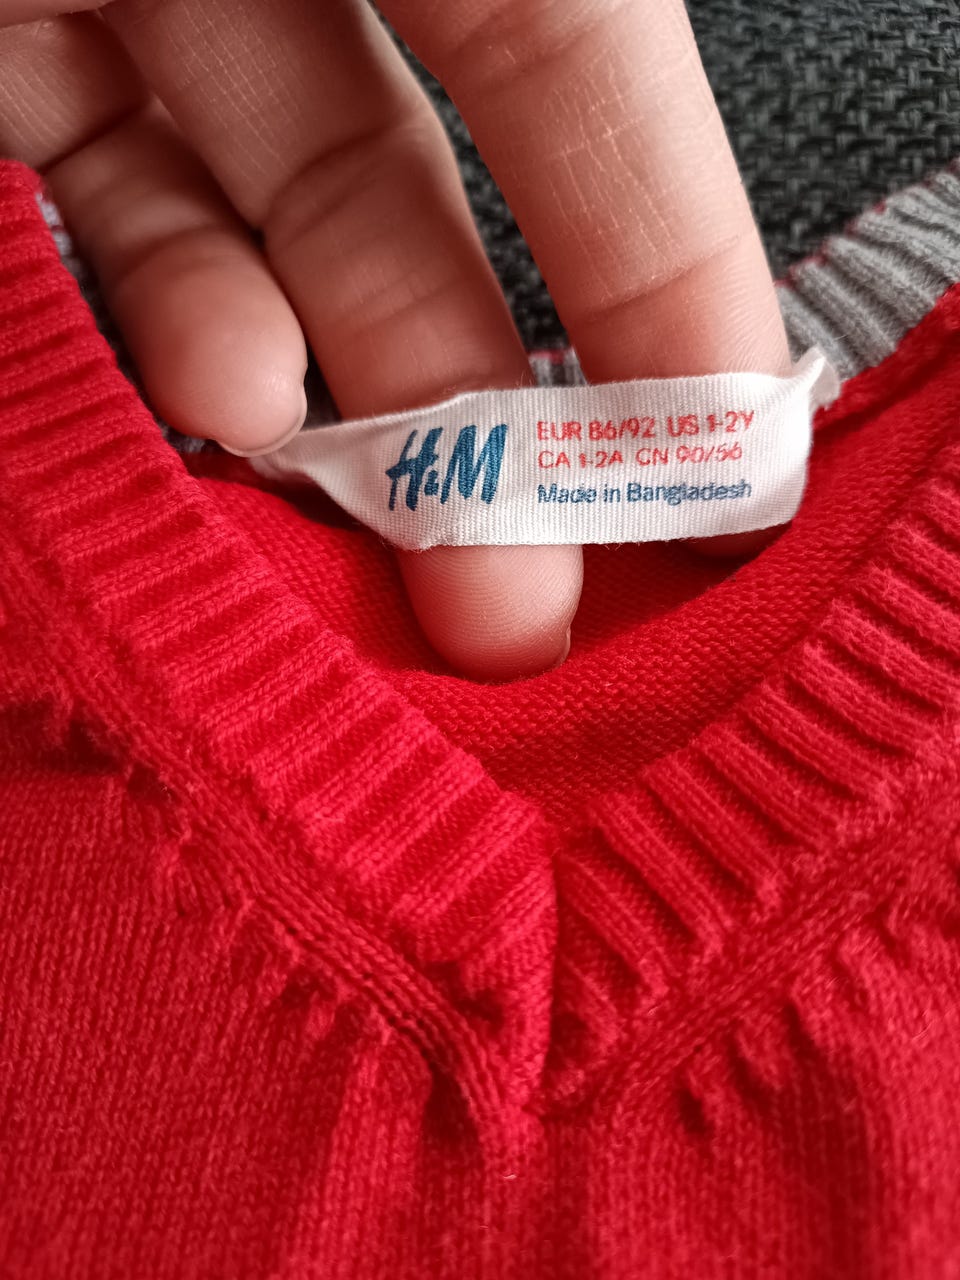 H&M
EUR 86/92 US 1-2Y
CA 1-2A CN 90/56
Made in Bangladesh